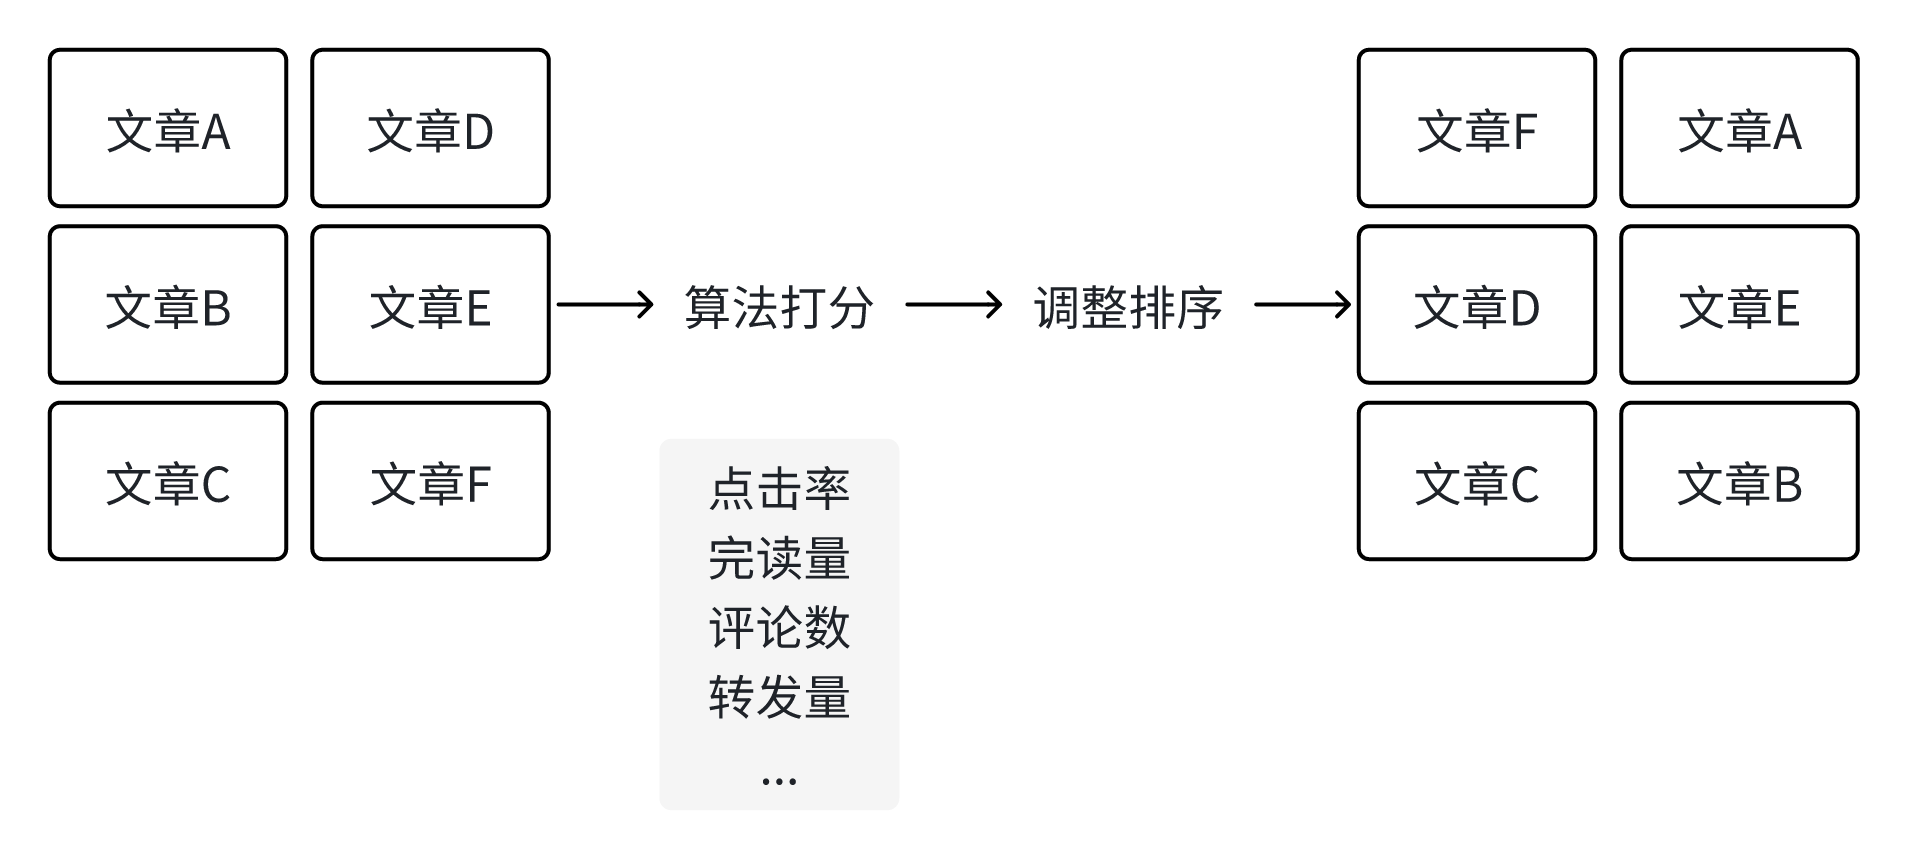 文章A
文章D
文章B
文章E
文章C
文章F
算法打分
调整排序
点击率
完读量
评论数
转发量
...
文章F
文章A
文章D
文章E
文章C
文章B